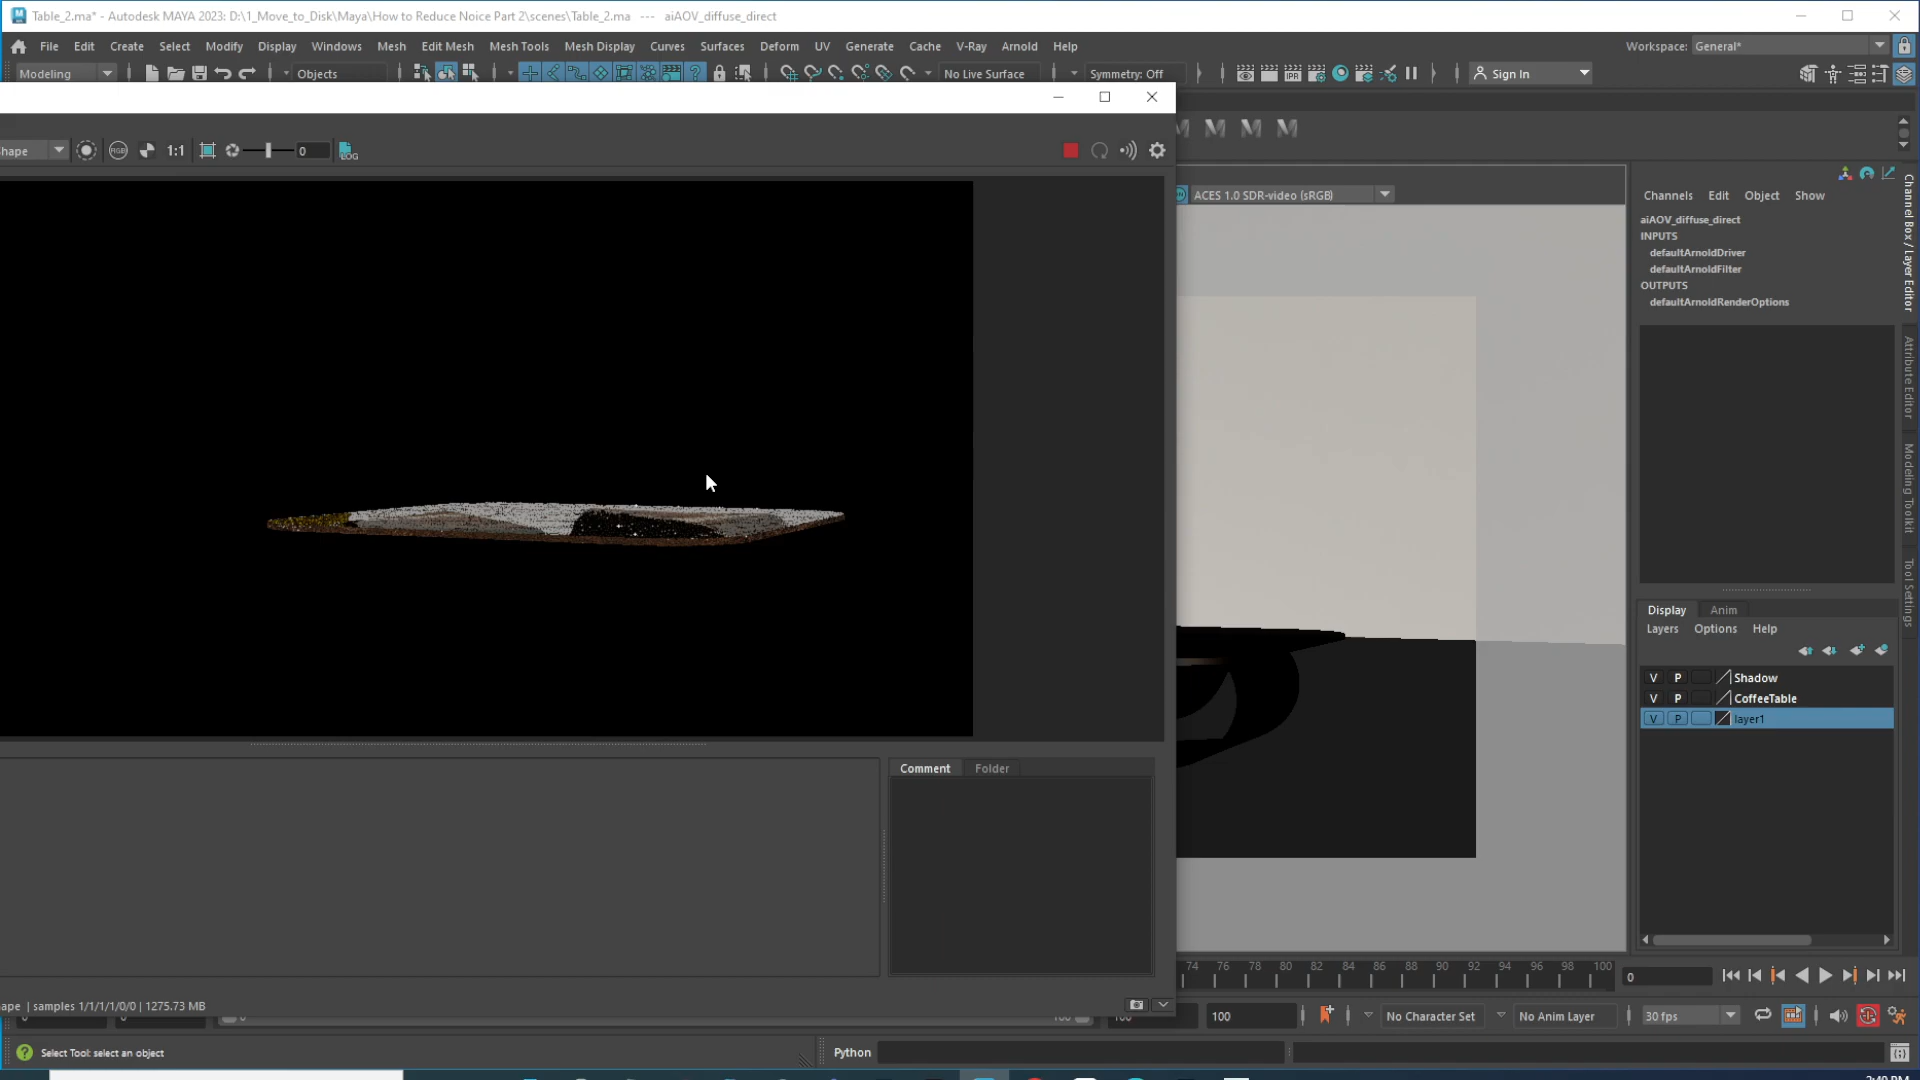 Table_2.ma* - Autodesk MAYA 2023: D:\1_Move_to_Disk\Maya\How to Reduce Noice Part 2\scenes\Table_2.ma --- aiAOV_diffuse_direct
File Edit Create Select Modify Display Windows Mesh Edit Mesh Mesh Tools Mesh Display Curves Surfaces Deform UV Generate Cache V-Ray Arnold Help
Workspace: General*
Modeling
Objects
No Live Surface
Symmetry: Off
IPR
Sign In
hape
RGB
1:1
0
LOG
ACES 1.0 SDR-video (sRGB)
Channels Edit Object Show
aiAOV_diffuse_direct
INPUTS
defaultArnoldDriver
defaultArnoldFilter
OUTPUTS
defaultArnoldRenderOptions
Channel Box / Layer Editor
Attribute Editor
Modeling Toolkit
Tool Settings
Display Anim
Layers Options Help
V P Shadow
V P CoffeeTable
V P layer1
Comment Folder
74 76 78 80 82 84 86 88 90 92 94 96 98 100
0
ape | samples 1/1/1/1/0/0 | 1275.73 MB
100
No Character Set
No Anim Layer
30 fps
Select Tool: select an object
Python